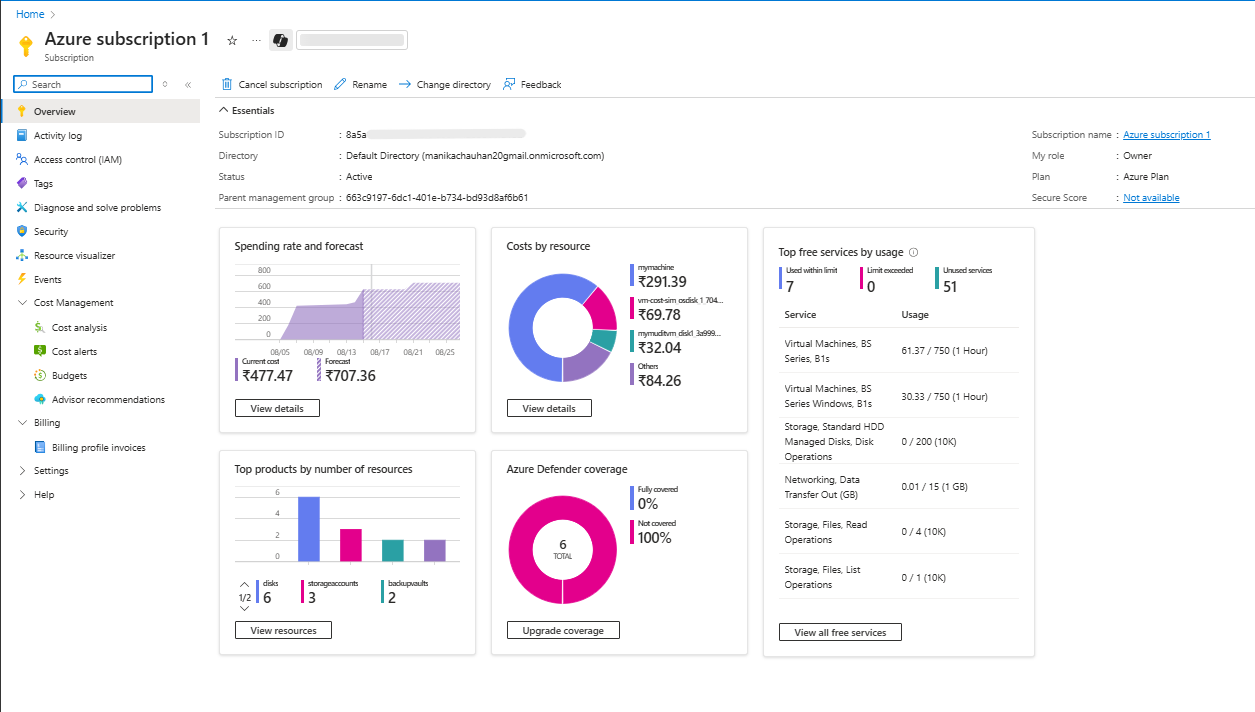 Home
Azure subscription 1
Subscription
Search
Overview
Activity log
Access control (IAM)
Tags
Diagnose and solve problems
Security
Resource visualizer
Events
Cost Management
Cost analysis
Cost alerts
Budgets
Advisor recommendations
Billing
Billing profile invoices
Settings
Help
Cancel subscription Rename Change directory Feedback
Essentials
Subscription ID : 8a5a
Directory : Default Directory (manikachauhan20gmail.onmicrosoft.com)
Status : Active
Parent management group : 663c9197-6dc1-401e-b734-bd93d8af6b61
Subscription name : Azure subscription 1
My role : Owner
Plan : Azure Plan
Secure Score : Not available
Spending rate and forecast
800
600
400
200
0
08/05 08/09 08/13 08/17 08/21 08/25
Current cost
₹477.47
Forecast
₹707.36
View details
Costs by resource
mymachine
₹291.39
vm-cost-sim_osdisk_1_704...
₹69.78
mymuditvm_disk1_3a999...
₹32.04
Others
₹84.26
View details
Top free services by usage
Used within limit
7
Limit exceeded
0
Unused services
51
Service Usage
Virtual Machines, BS
Series, B1s
61.37 / 750 (1 Hour)
Virtual Machines, BS
Series Windows, B1s
30.33 / 750 (1 Hour)
Storage, Standard HDD
Managed Disks, Disk
Operations
0 / 200 (10K)
Networking, Data
Transfer Out (GB)
0.01 / 15 (1 GB)
Storage, Files, Read
Operations
0 / 4 (10K)
Storage, Files, List
Operations
0 / 1 (10K)
View all free services
Top products by number of resources
6
4
2
0
1/2
disks
6
storageaccounts
3
backupvaults
2
View resources
Azure Defender coverage
6
TOTAL
Fully covered
0%
Not covered
100%
Upgrade coverage